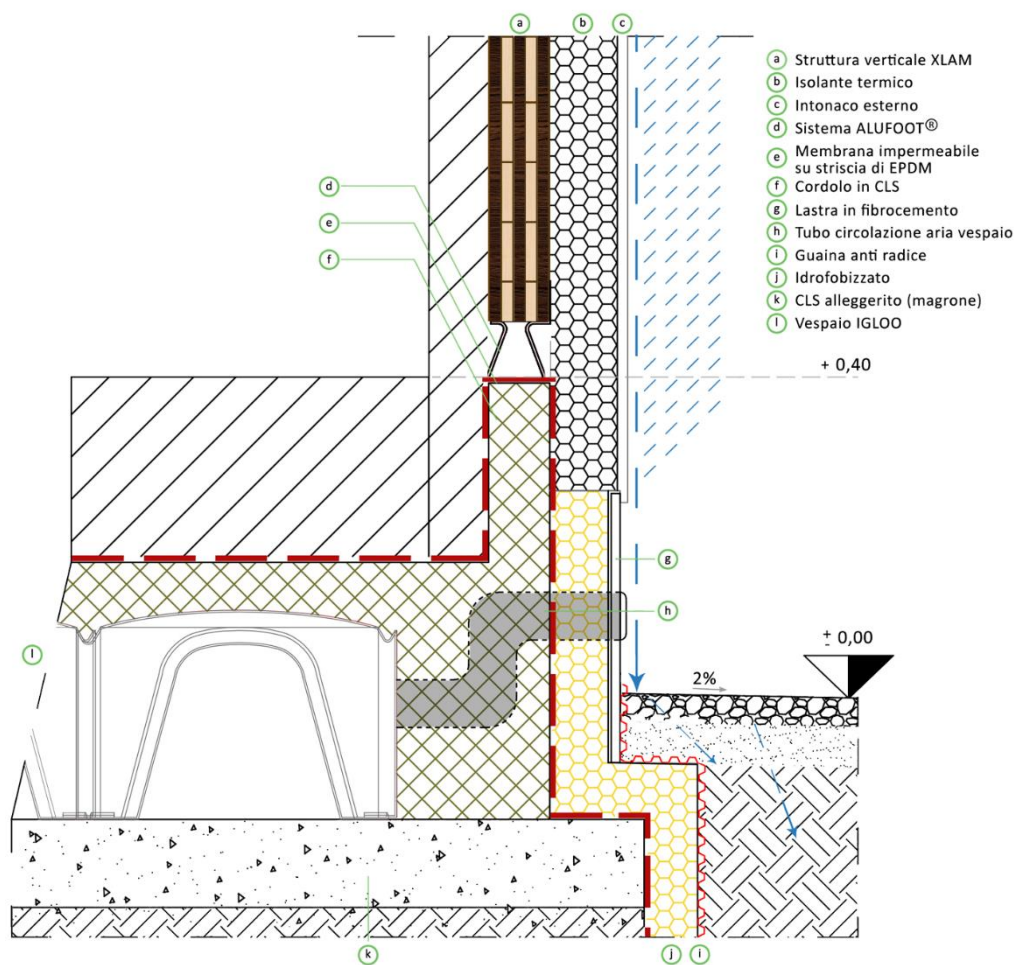 a b c
a Struttura verticale XLAM
b Isolante termico
c Intonaco esterno
d Sistema ALUFOOT®
e Membrana impermeabile
su striscia di EPDM
f Cordolo in CLS
g Lastra in fibrocemento
h Tubo circolazione aria vespaio
i Guaina anti radice
j Idrofobizzato
k CLS alleggerito (magrone)
l Vespaio IGLOO
d
e
f
+ 0,40
g
h
l
± 0,00
2%
k
j i